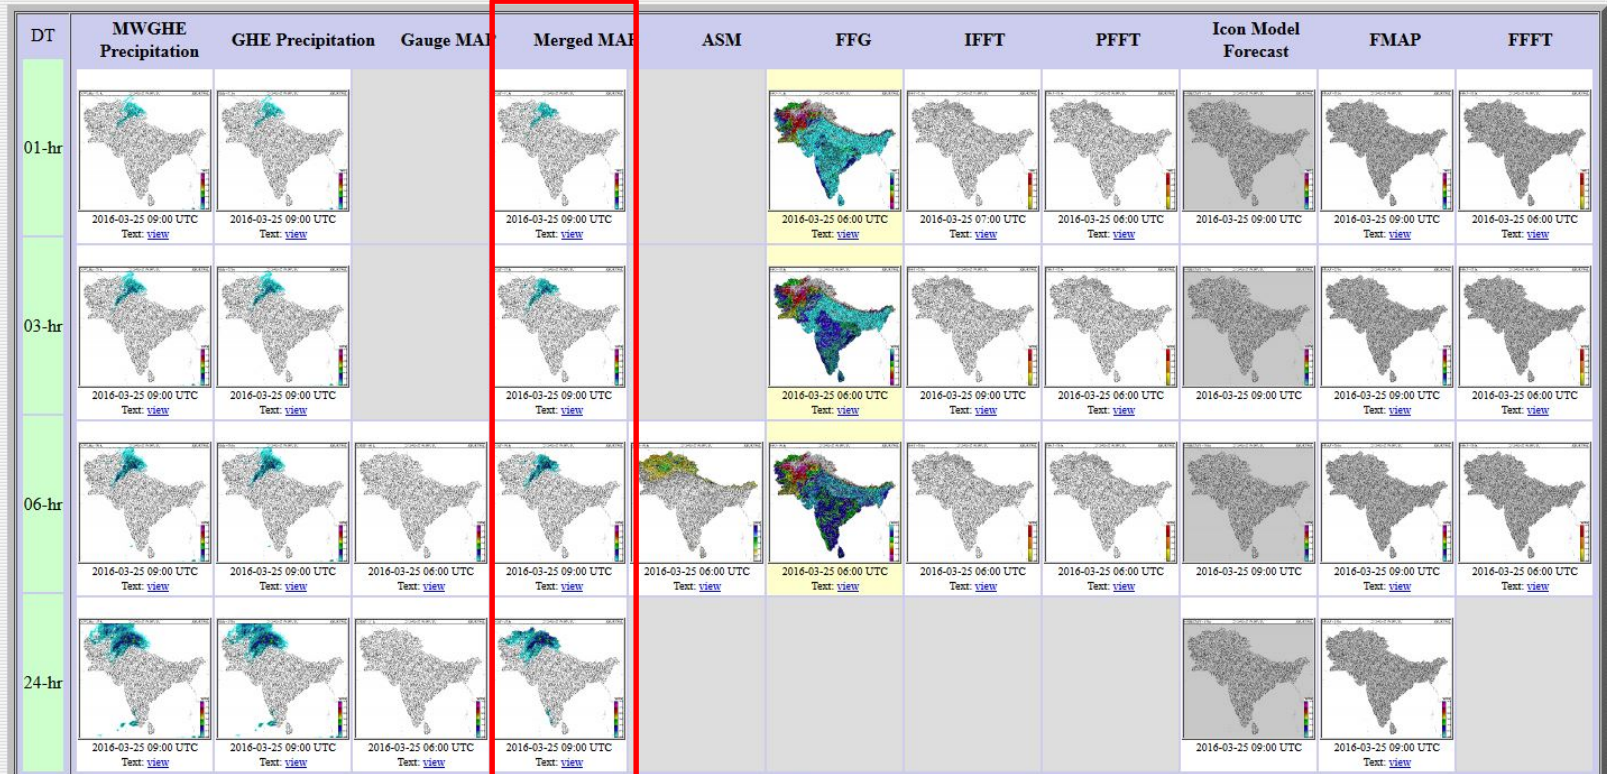 DT
MWGHE
Precipitation
GHE Precipitation
Gauge MAP
Merged MAP
ASM
FFG
IFFT
PFFT
Icon Model
Forecast
FMAP
FFFT
01-hr
2016-03-25 09:00 UTC
Text: view
2016-03-25 09:00 UTC
Text: view
2016-03-25 09:00 UTC
Text: view
2016-03-25 06:00 UTC
Text: view
2016-03-25 07:00 UTC
Text: view
2016-03-25 06:00 UTC
Text: view
2016-03-25 09:00 UTC
2016-03-25 09:00 UTC
Text: view
2016-03-25 06:00 UTC
Text: view
03-hr
2016-03-25 09:00 UTC
Text: view
2016-03-25 09:00 UTC
Text: view
2016-03-25 09:00 UTC
Text: view
2016-03-25 06:00 UTC
Text: view
2016-03-25 09:00 UTC
Text: view
2016-03-25 06:00 UTC
Text: view
2016-03-25 09:00 UTC
2016-03-25 09:00 UTC
Text: view
2016-03-25 06:00 UTC
Text: view
06-hr
2016-03-25 09:00 UTC
Text: view
2016-03-25 09:00 UTC
Text: view
2016-03-25 06:00 UTC
Text: view
2016-03-25 09:00 UTC
Text: view
2016-03-25 06:00 UTC
Text: view
2016-03-25 06:00 UTC
Text: view
2016-03-25 06:00 UTC
Text: view
2016-03-25 06:00 UTC
Text: view
2016-03-25 09:00 UTC
2016-03-25 09:00 UTC
Text: view
2016-03-25 06:00 UTC
Text: view
24-hr
2016-03-25 09:00 UTC
Text: view
2016-03-25 09:00 UTC
Text: view
2016-03-25 06:00 UTC
Text: view
2016-03-25 09:00 UTC
Text: view
2016-03-25 09:00 UTC
2016-03-25 09:00 UTC
Text: view